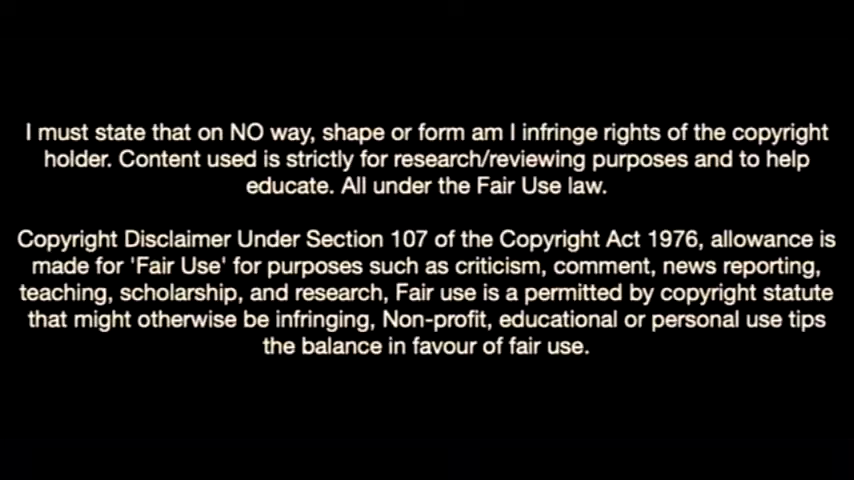 I must state that on NO way, shape or form am I infringe rights of the copyright
holder. Content used is strictly for research/reviewing purposes and to help
educate. All under the Fair Use law.
Copyright Disclaimer Under Section 107 of the Copyright Act 1976, allowance is
made for 'Fair Use' for purposes such as criticism, comment, news reporting,
teaching, scholarship, and research, Fair use is a permitted by copyright statute
that might otherwise be infringing, Non-profit, educational or personal use tips
the balance in favour of fair use.